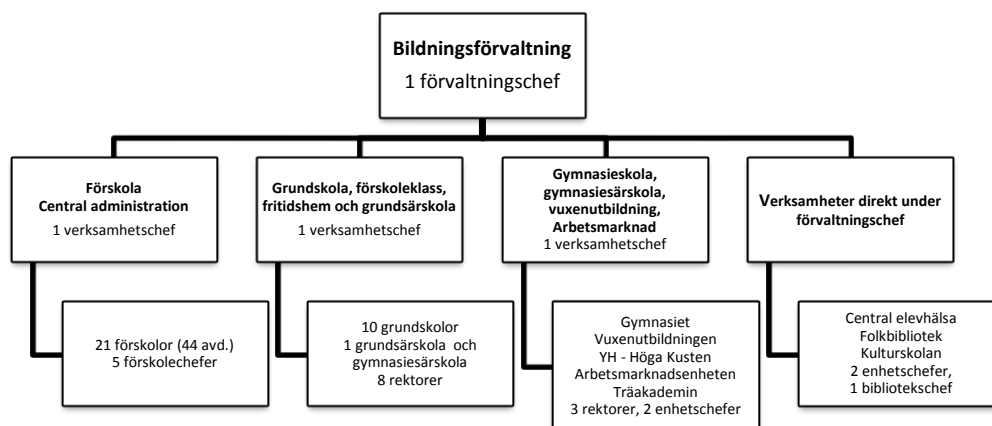 Bildningsförvaltning
1 förvaltningschef
Förskola
Central administration
1 verksamhetschef
Grundskola, förskoleklass,
fritidshem och grundsärskola
1 verksamhetschef
Gymnasieskola,
gymnasiesärskola,
vuxenutbildning,
Arbetsmarknad
1 verksamhetschef
Verksamheter direkt under
förvaltningschef
21 förskolor (44 avd.)
5 förskolechefer
10 grundskolor
1 grundsärskola och
gymnasiesärskola
8 rektorer
Gymnasiet
Vuxenutbildningen
YH - Höga Kusten
Arbetsmarknadsenheten
Träakademin
3 rektorer, 2 enhetschefer
Central elevhälsa
Folkbibliotek
Kulturskolan
2 enhetschefer,
1 bibliotekschef